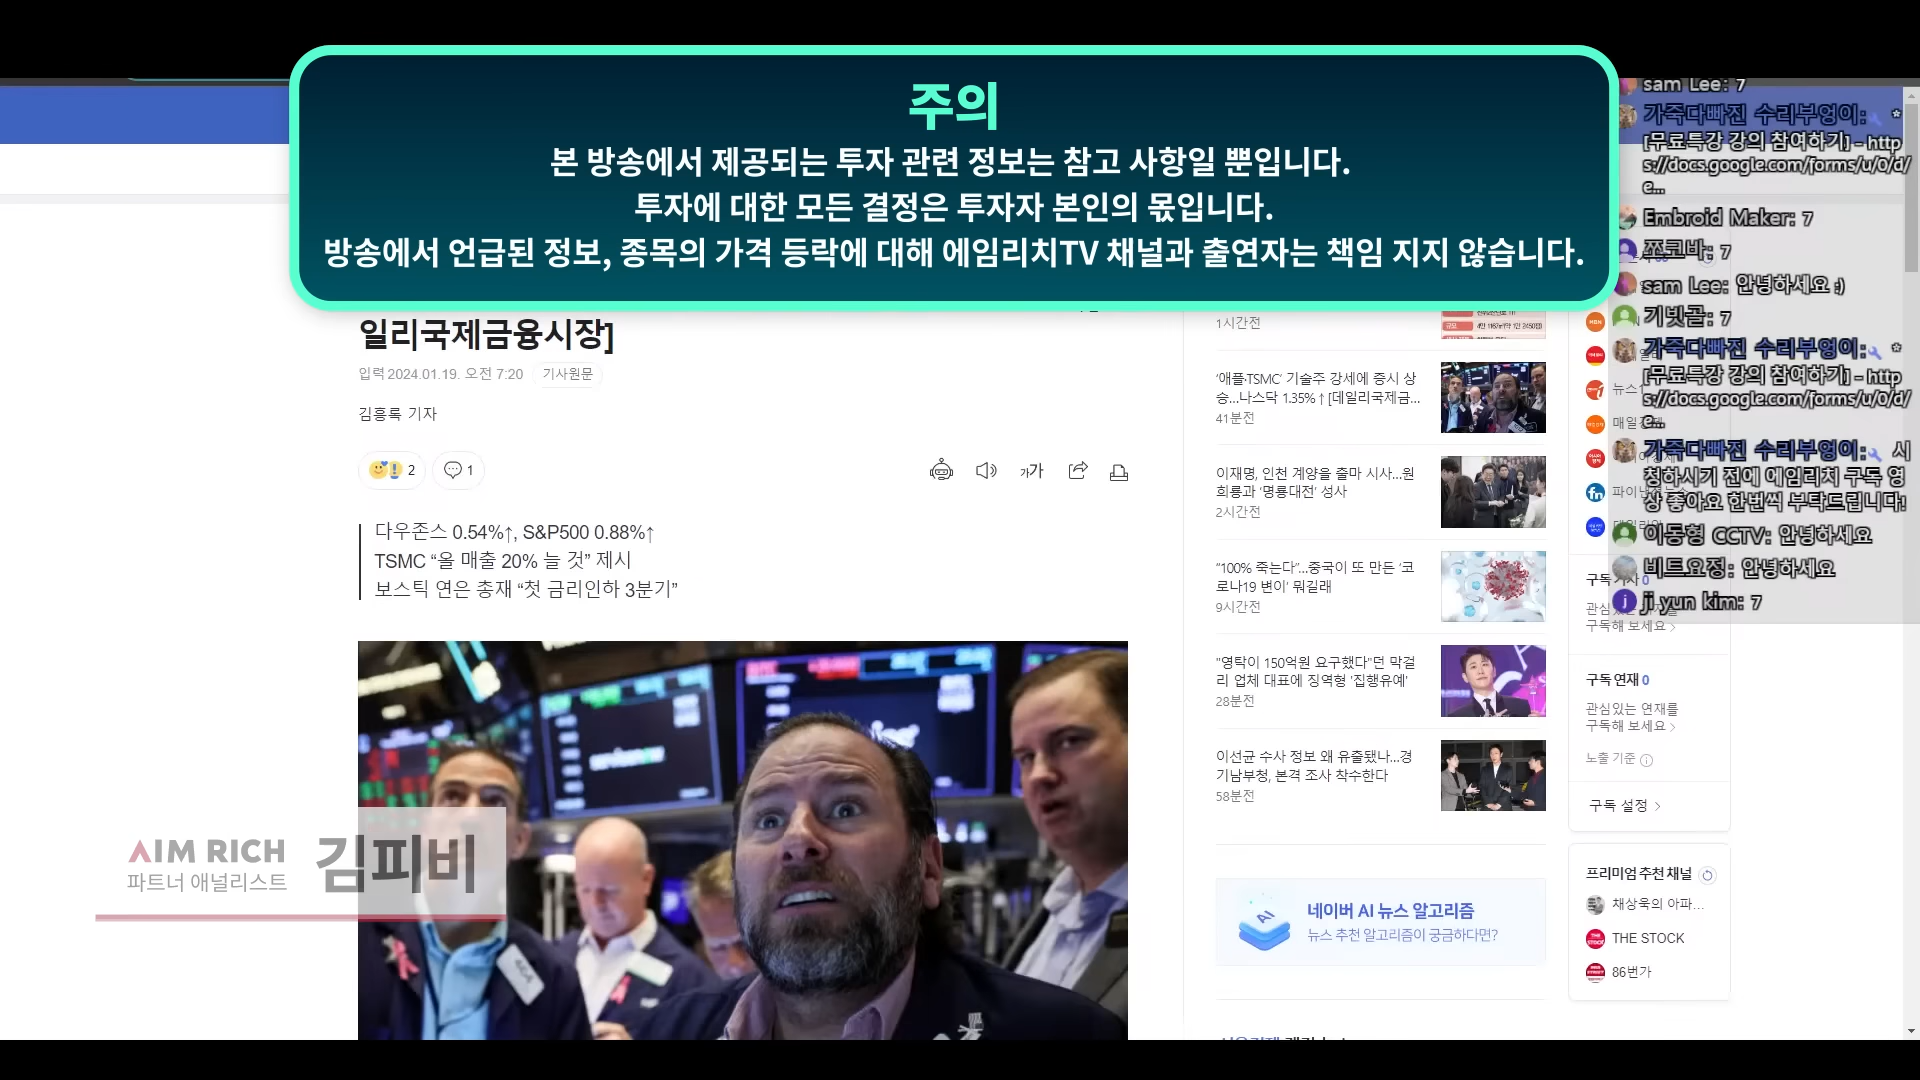 주의
본 방송에서 제공되는 투자 관련 정보는 참고 사항일 뿐입니다.
투자에 대한 모든 결정은 투자자 본인의 몫입니다.
방송에서 언급된 정보, 종목의 가격 등락에 대해 에임리치TV 채널과 출연자는 책임 지지 않습니다.
일리국제금융시장]
입력 2024.01.19. 오전 7:20
기사원문
김흥록 기자
2
1
가가
다우존스 0.54%↑, S&P500 0.88%↑
TSMC “올 매출 20% 늘 것” 제시
보스틱 연은 총재 “첫 금리인하 3분기”
AIM RICH
파트너 애널리스트
김피비
1시간전
‘애플·TSMC’ 기술주 강세에 증시 상
승…나스닥 1.35%↑[데일리국제금…
41분전
이재명, 인천 계양을 출마 시사…원
희룡과 ‘명룡대전’ 성사
2시간전
“100% 죽는다”…중국이 또 만든 ‘코
로나19 변이’ 뭐길래
9시간전
"영탁이 150억원 요구했다"던 막걸
리 업체 대표에 징역형 '집행유예'
28분전
이선균 수사 정보 왜 유출됐나…경
기남부청, 본격 조사 착수한다
58분전
AI
네이버 AI 뉴스 알고리즘
뉴스 추천 알고리즘이 궁금하다면?
sam Lee: 7
가죽다빠진 수리부엉이:
[무료특강 강의 참여하기] - http
s://docs.google.com/forms/u/0/d/
e...
Embroid Maker: 7
쯔코바: 7
sam Lee: 안녕하세요 :)
기빗골: 7
가죽다빠진 수리부엉이:
[무료특강 강의 참여하기] - http
s://docs.google.com/forms/u/0/d/
e...
가죽다빠진 수리부엉이: 시
청하시기 전에 에임리치 구독 영
상 좋아요 한번씩 부탁드립니다!
이동형 CCTV: 안녕하세요
비트요정: 안녕하세요
ji yun kim: 7
구독 기사 0
구독해 보세요 >
구독 연재 0
관심있는 연재를
구독해 보세요 >
노출 기준
구독 설정 >
프리미엄 추천 채널
채상욱의 아파…
THE STOCK
86번가